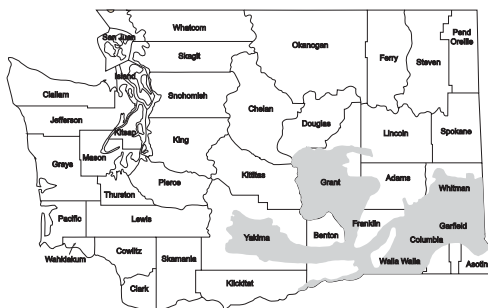 Whatcom
San Juan
Pend
Oreille
Okanogan
Ferry
Steven
Skagit
Island
Clallam
Snohomish
Chelan
Jefferson
Douglas
Lincoln
Spokane
Kitsap
King
Mason
Grays
Kittitas
Grant
Adams
Pierce
Whitman
Thurston
Pacific
Lewis
Franklin
Garfield
Yakima
Benton
Columbia
Wahkiakum
Cowlitz
Skamania
Walla Walla
Asotin
Klickitat
Clark